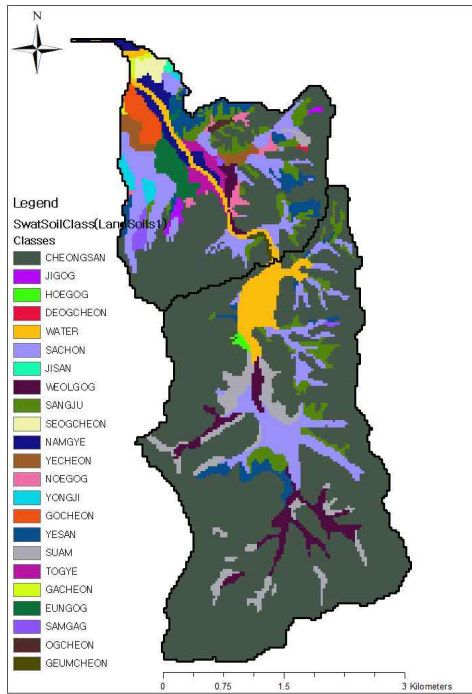 N
Legend
SwatSoilClass(LandSoils1)
Classes
CHEONGSAN
JIGOG
HOEGOG
DEOGCHEON
WATER
SACHON
JISAN
WEOLGOG
SANGJU
SEOGCHEON
NAMGYE
YECHEON
NOEGOG
YONGJI
GOCHEON
YESAN
SUAM
TOGYE
GACHEON
EUNGOG
SAMGAG
OGCHEON
GEUMCHEON
0 0.75 1.5 3 Kilometers